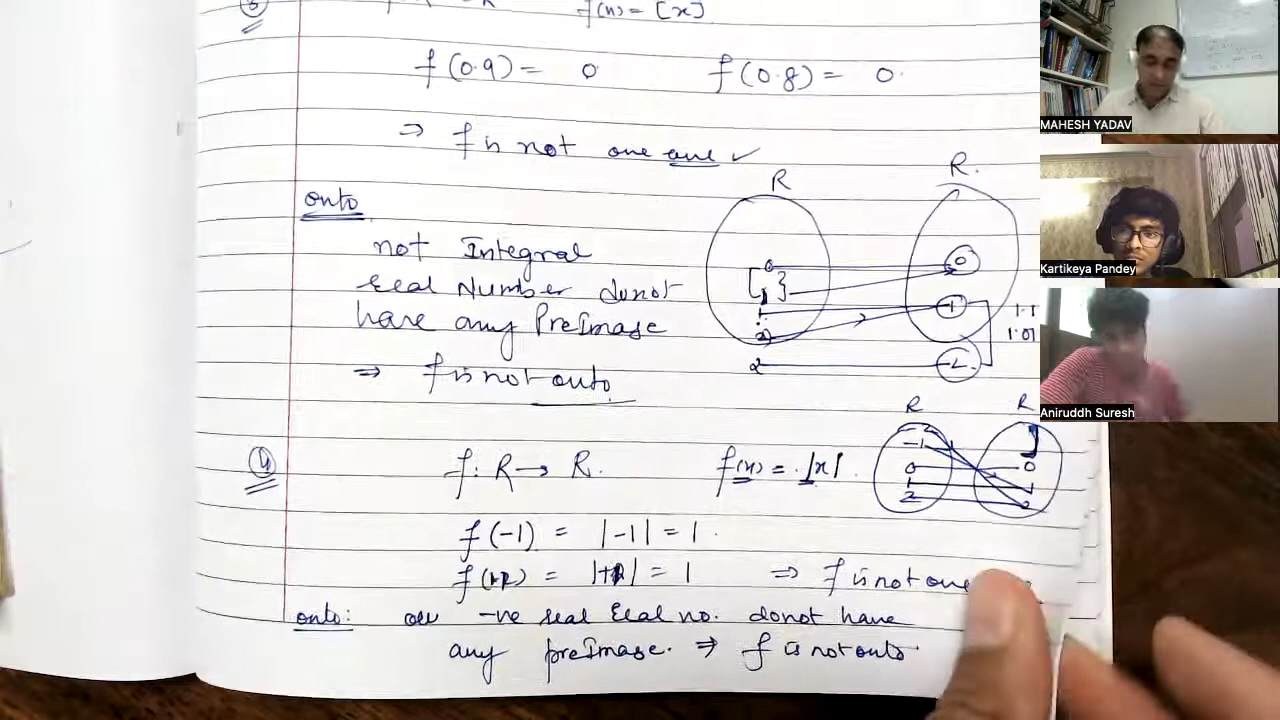 f(n) = [x]
f(0.9) = 0 f(0.8) = 0.
⇒ f is not one one ✓
onto
R R.
not Integral
real Number donot
have any PreImage
⇒ f is not onto
0 0
1 1
2
1.1
1.01
④ f: R → R. f(x) = |x|.
R R
-2
-1
0 0
1 1
2 2
f(-1) = |-1| = 1.
f(+1) = |+1| = 1 ⇒ f is not one
onto: all -ve real real no. donot have
any preimage. ⇒ f is not onto.
MAHESH YADAV
Kartikeya Pandey
Aniruddh Suresh